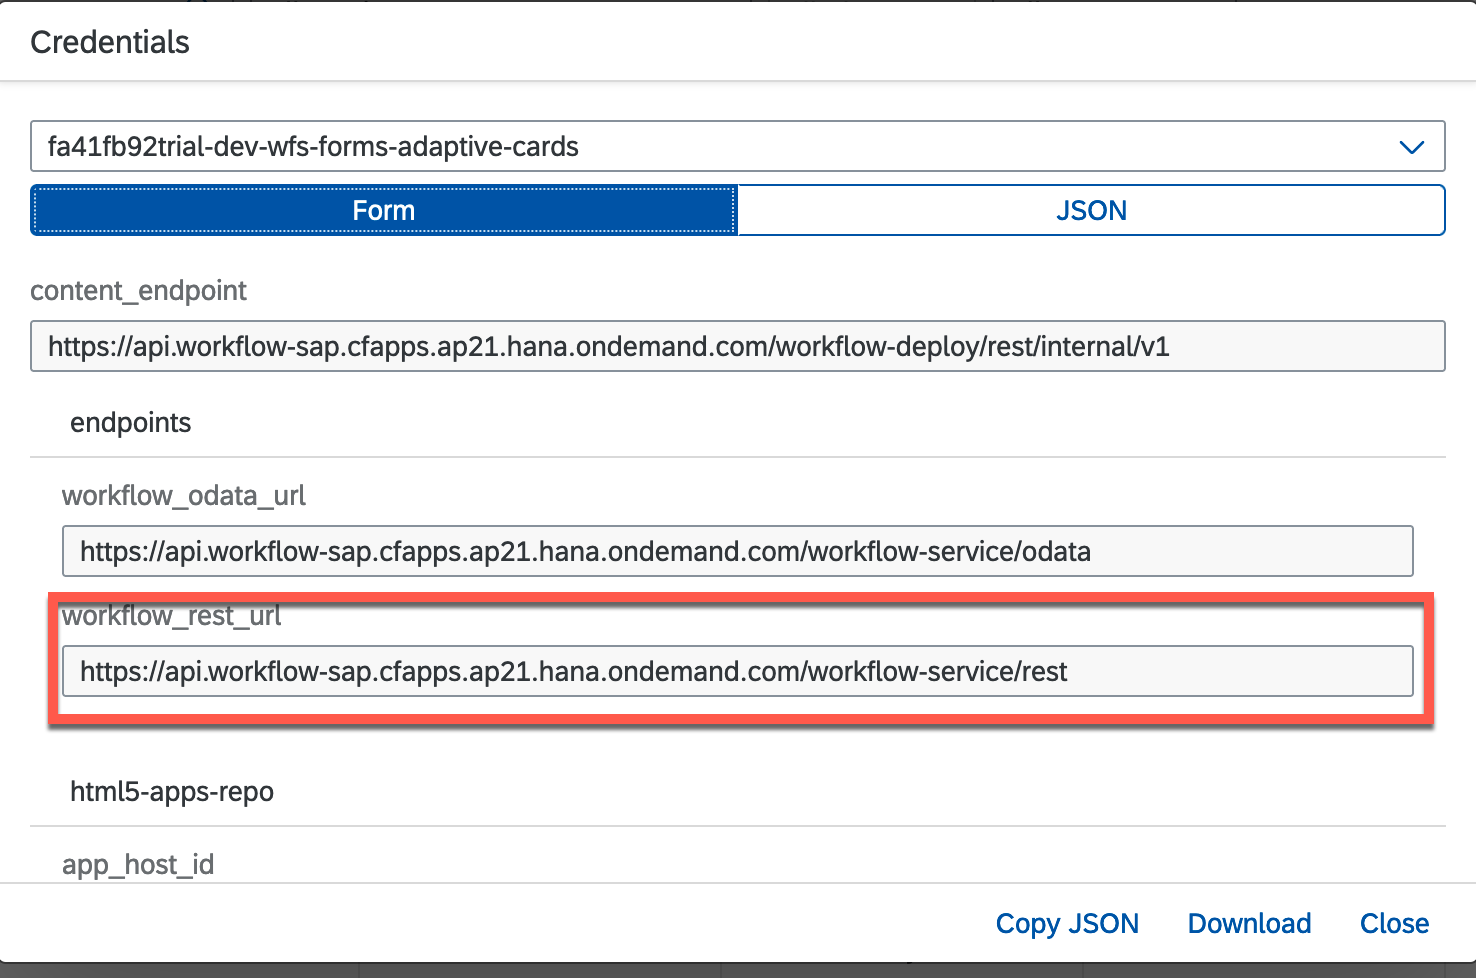 Credentials
fa41fb92trial-dev-wfs-forms-adaptive-cards
Form
JSON
content_endpoint
https://api.workflow-sap.cfapps.ap21.hana.ondemand.com/workflow-deploy/rest/internal/v1
endpoints
workflow_odata_url
https://api.workflow-sap.cfapps.ap21.hana.ondemand.com/workflow-service/odata
workflow_rest_url
https://api.workflow-sap.cfapps.ap21.hana.ondemand.com/workflow-service/rest
html5-apps-repo
app_host_id
Copy JSON
Download
Close